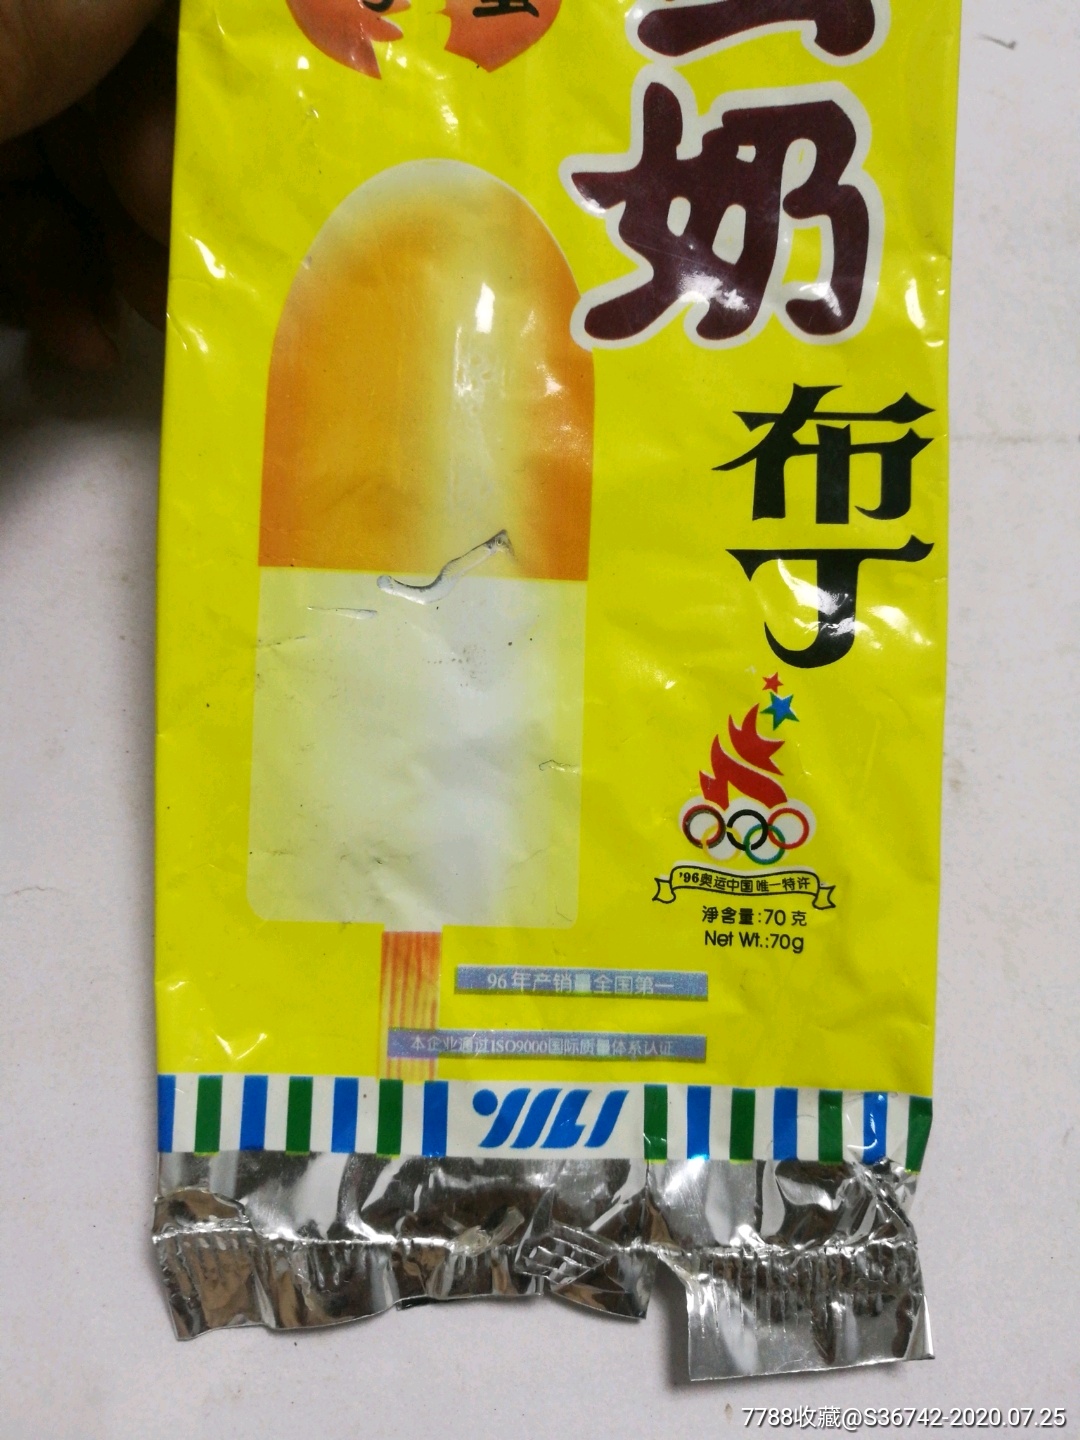 蛋
奶
布
丁
'96奥运中国唯一特许
淨含量:70克
Net Wt.:70g
96年产销量全国第一
本企业通过ISO9000国际质量体系认证
7788收藏@S36742-2020.07.25